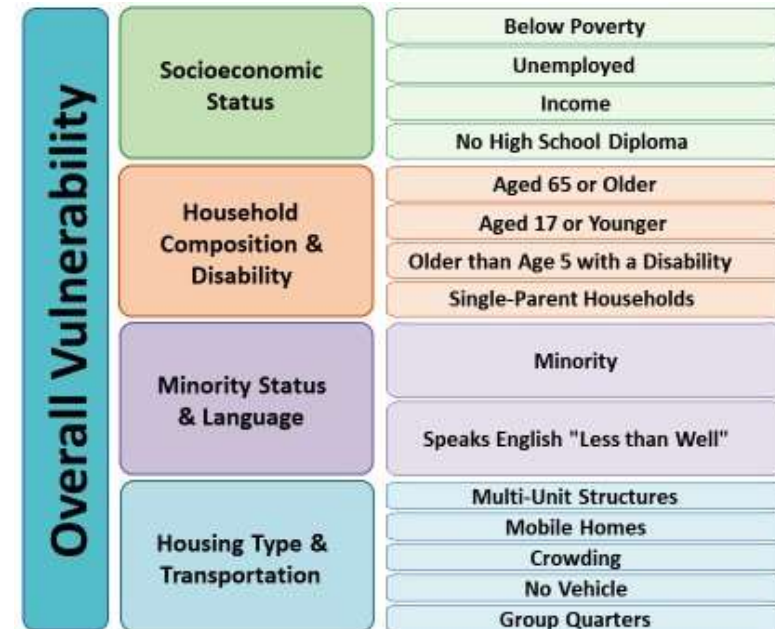 Overall Vulnerability
Socioeconomic
Status
Below Poverty
Unemployed
Income
No High School Diploma
Household
Composition &
Disability
Aged 65 or Older
Aged 17 or Younger
Older than Age 5 with a Disability
Single-Parent Households
Minority Status
& Language
Minority
Speaks English "Less than Well"
Housing Type &
Transportation
Multi-Unit Structures
Mobile Homes
Crowding
No Vehicle
Group Quarters